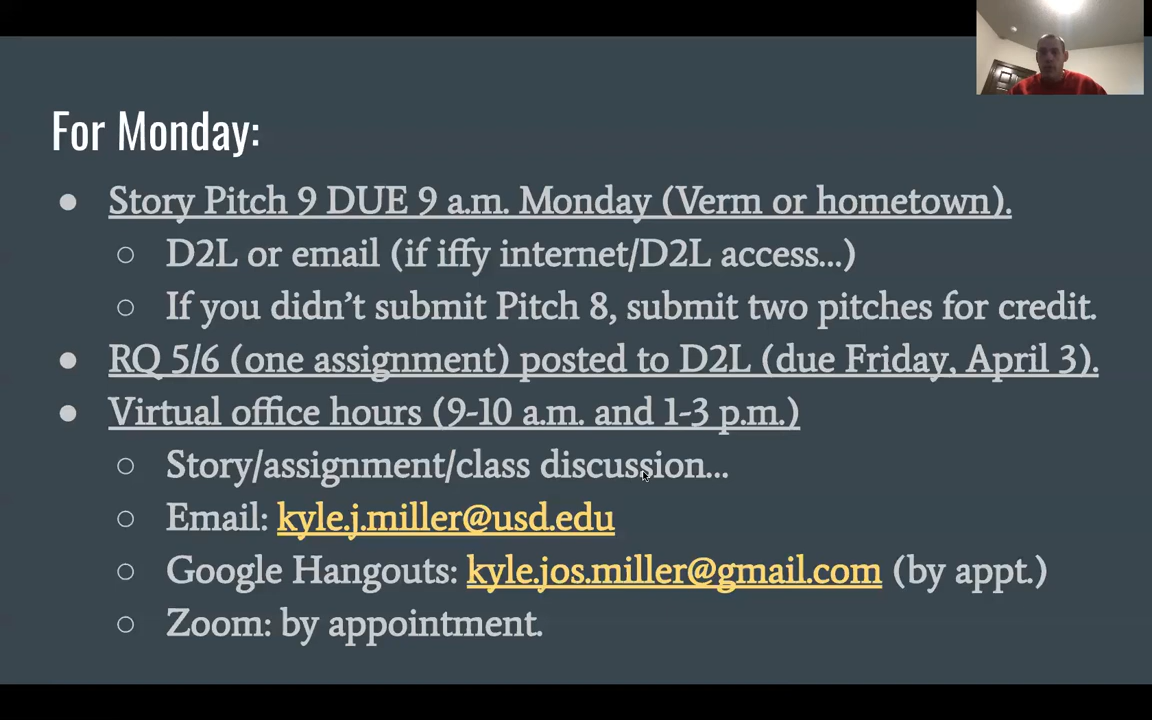 For Monday:
● Story Pitch 9 DUE 9 a.m. Monday (Verm or hometown).
○ D2L or email (if iffy internet/D2L access...)
○ If you didn’t submit Pitch 8, submit two pitches for credit.
● RQ 5/6 (one assignment) posted to D2L (due Friday, April 3).
● Virtual office hours (9-10 a.m. and 1-3 p.m.)
○ Story/assignment/class discussion...
○ Email: kyle.j.miller@usd.edu
○ Google Hangouts: kyle.jos.miller@gmail.com (by appt.)
○ Zoom: by appointment.